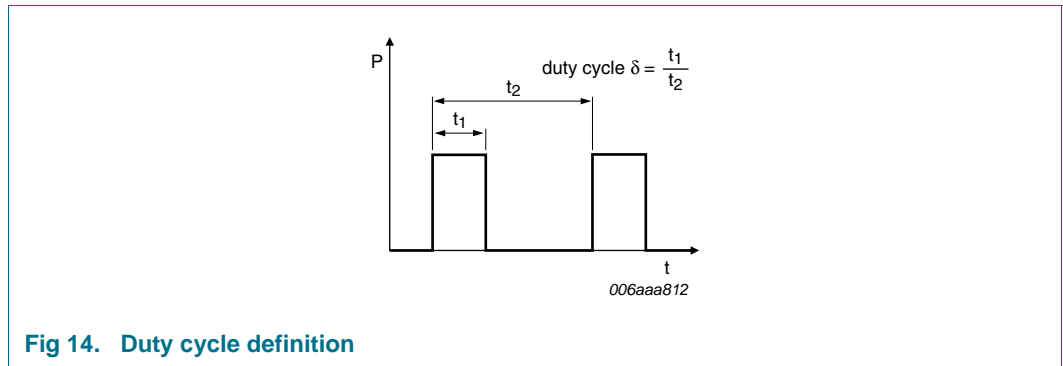 P
duty cycle δ = t1/t2
t2
t1
t
006aaa812
Fig 14. Duty cycle definition